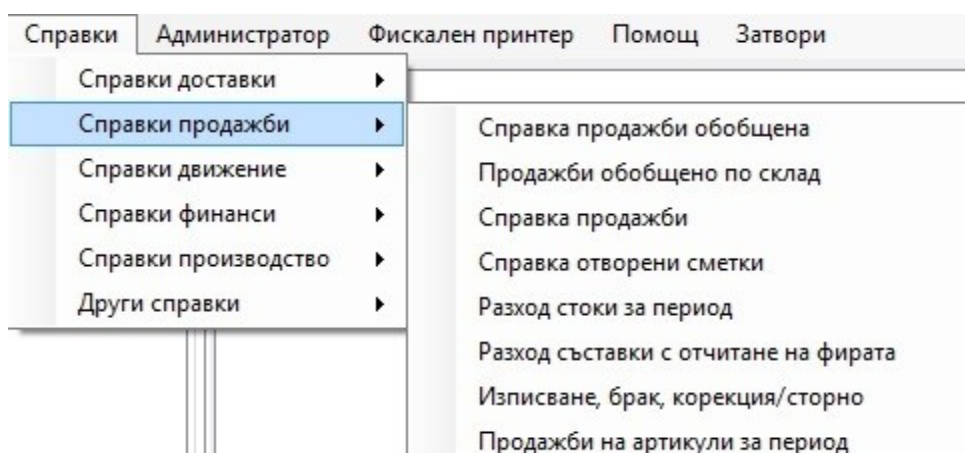 Справки Администратор Фискален принтер Помощ Затвори
Справки доставки
Справки продажби
Справки движение
Справки финанси
Справки производство
Други справки
Справка продажби обобщена
Продажби обобщено по склад
Справка продажби
Справка отворени сметки
Разход стоки за период
Разход съставки с отчитане на фирата
Изписване, брак, корекция/сторно
Продажби на артикули за период